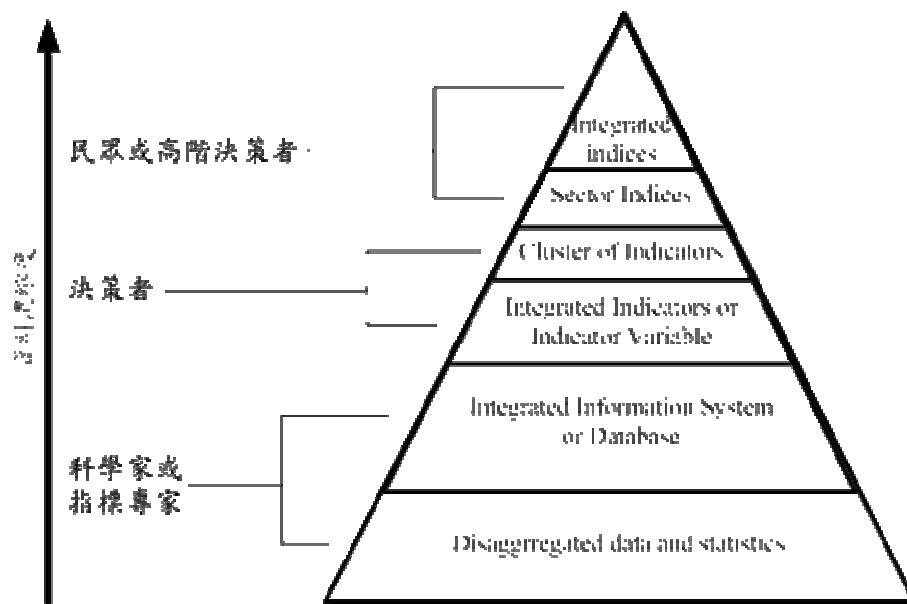 民眾或高階決策者
Integrated
indices
Sector Indices
Cluster of Indicators
決策者
Integrated Indicators or
Indicator Variable
Integrated Information System
or Database
科學家或
指標專家
Disaggrregated data and statistics